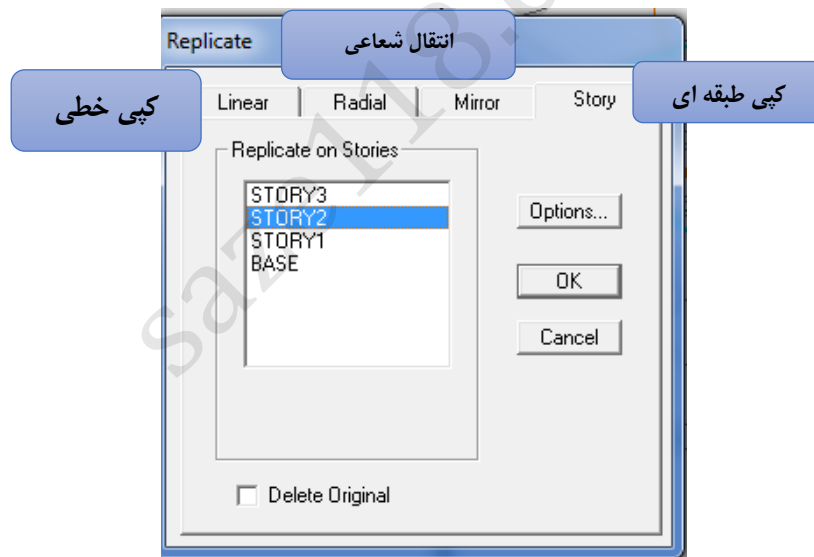 Replicate
انتقال شعاعی
کپی خطی
Linear
Radial
Mirror
Story
کپی طبقه ای
Replicate on Stories
STORY3
STORY2
STORY1
BASE
Options...
OK
Cancel
Delete Original